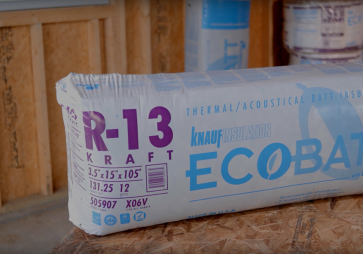 THERMAL/ACOUSTICAL BATT INSU
R-13
KRAFT
3.5"x15"x105"
131.25 12
505907 X06V
KNAUF INSULATION
ECOBAT